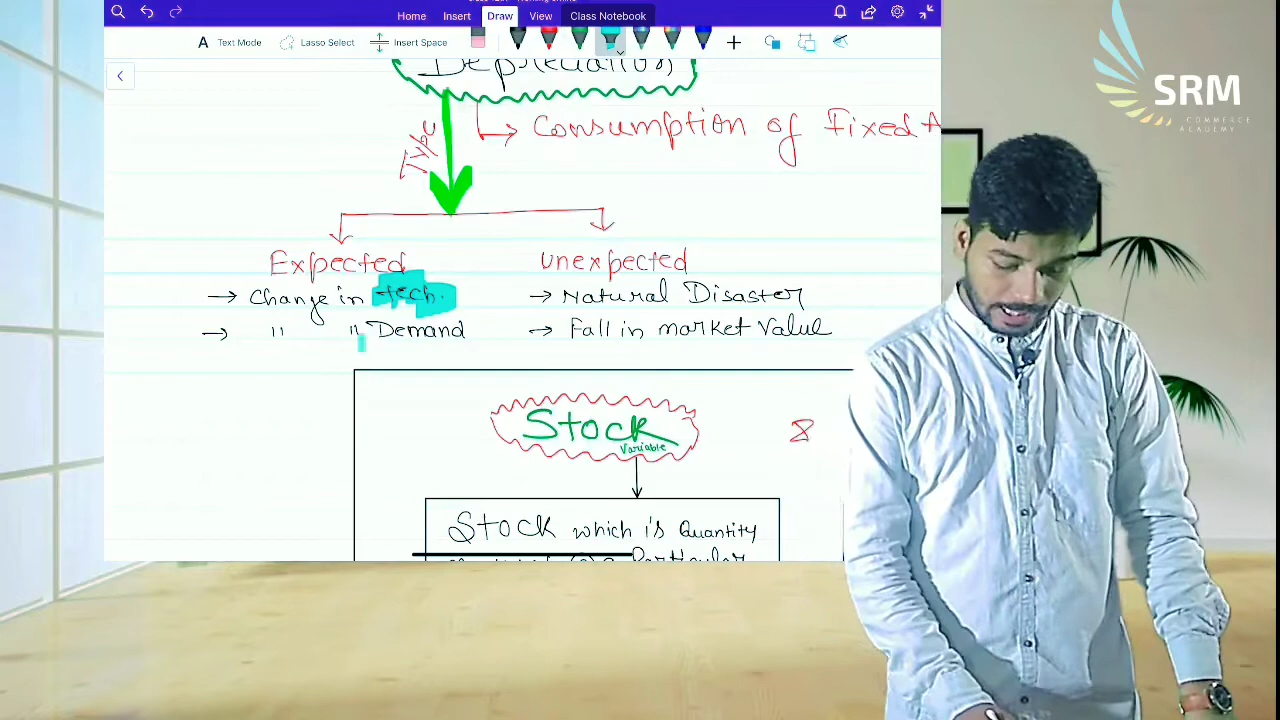 Home Insert Draw View Class Notebook
A Text Mode Lasso Select Insert Space
SRM
COMMERCE
ACADEMY
Depreciation
Type
Consumption of Fixed A
Expected
unexpected
→ Change in tech.
→ Natural Disaster
→ " " Demand
→ Fall in market Value
Stock
Variable
&
Stock which is Quantity
Particular